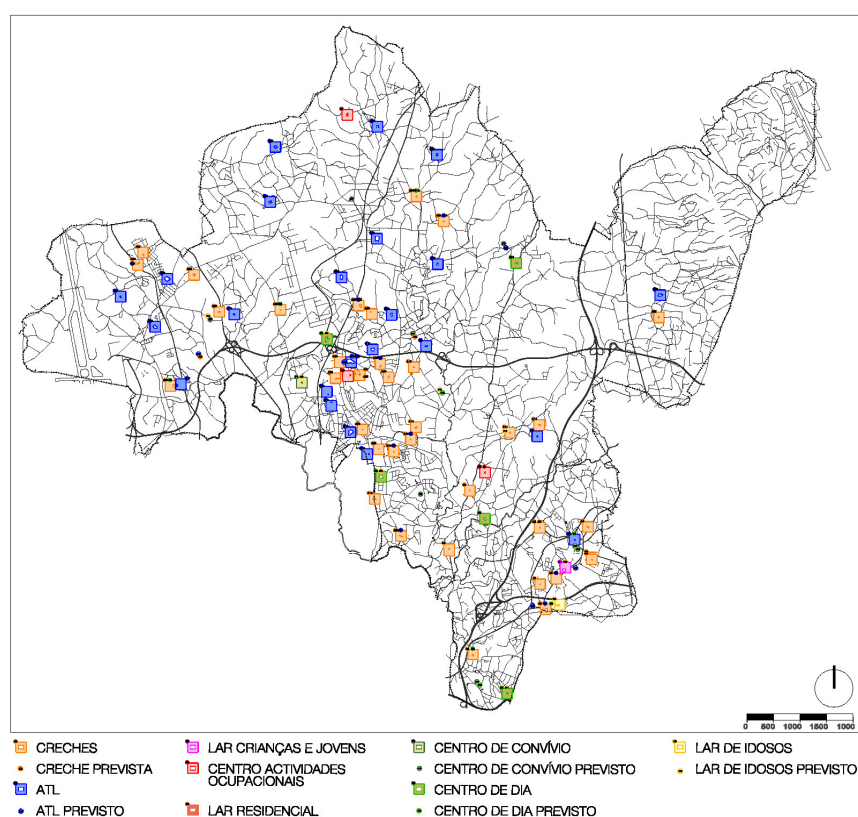 0 500 1000 1500 1000
CRECHES
LAR CRIANÇAS E JOVENS
CENTRO DE CONVÍVIO
LAR DE IDOSOS
CRECHE PREVISTA
CENTRO ACTIVIDADES
OCUPACIONAIS
CENTRO DE CONVÍVIO PREVISTO
LAR DE IDOSOS PREVISTO
ATL
CENTRO DE DIA
ATL PREVISTO
LAR RESIDENCIAL
CENTRO DE DIA PREVISTO